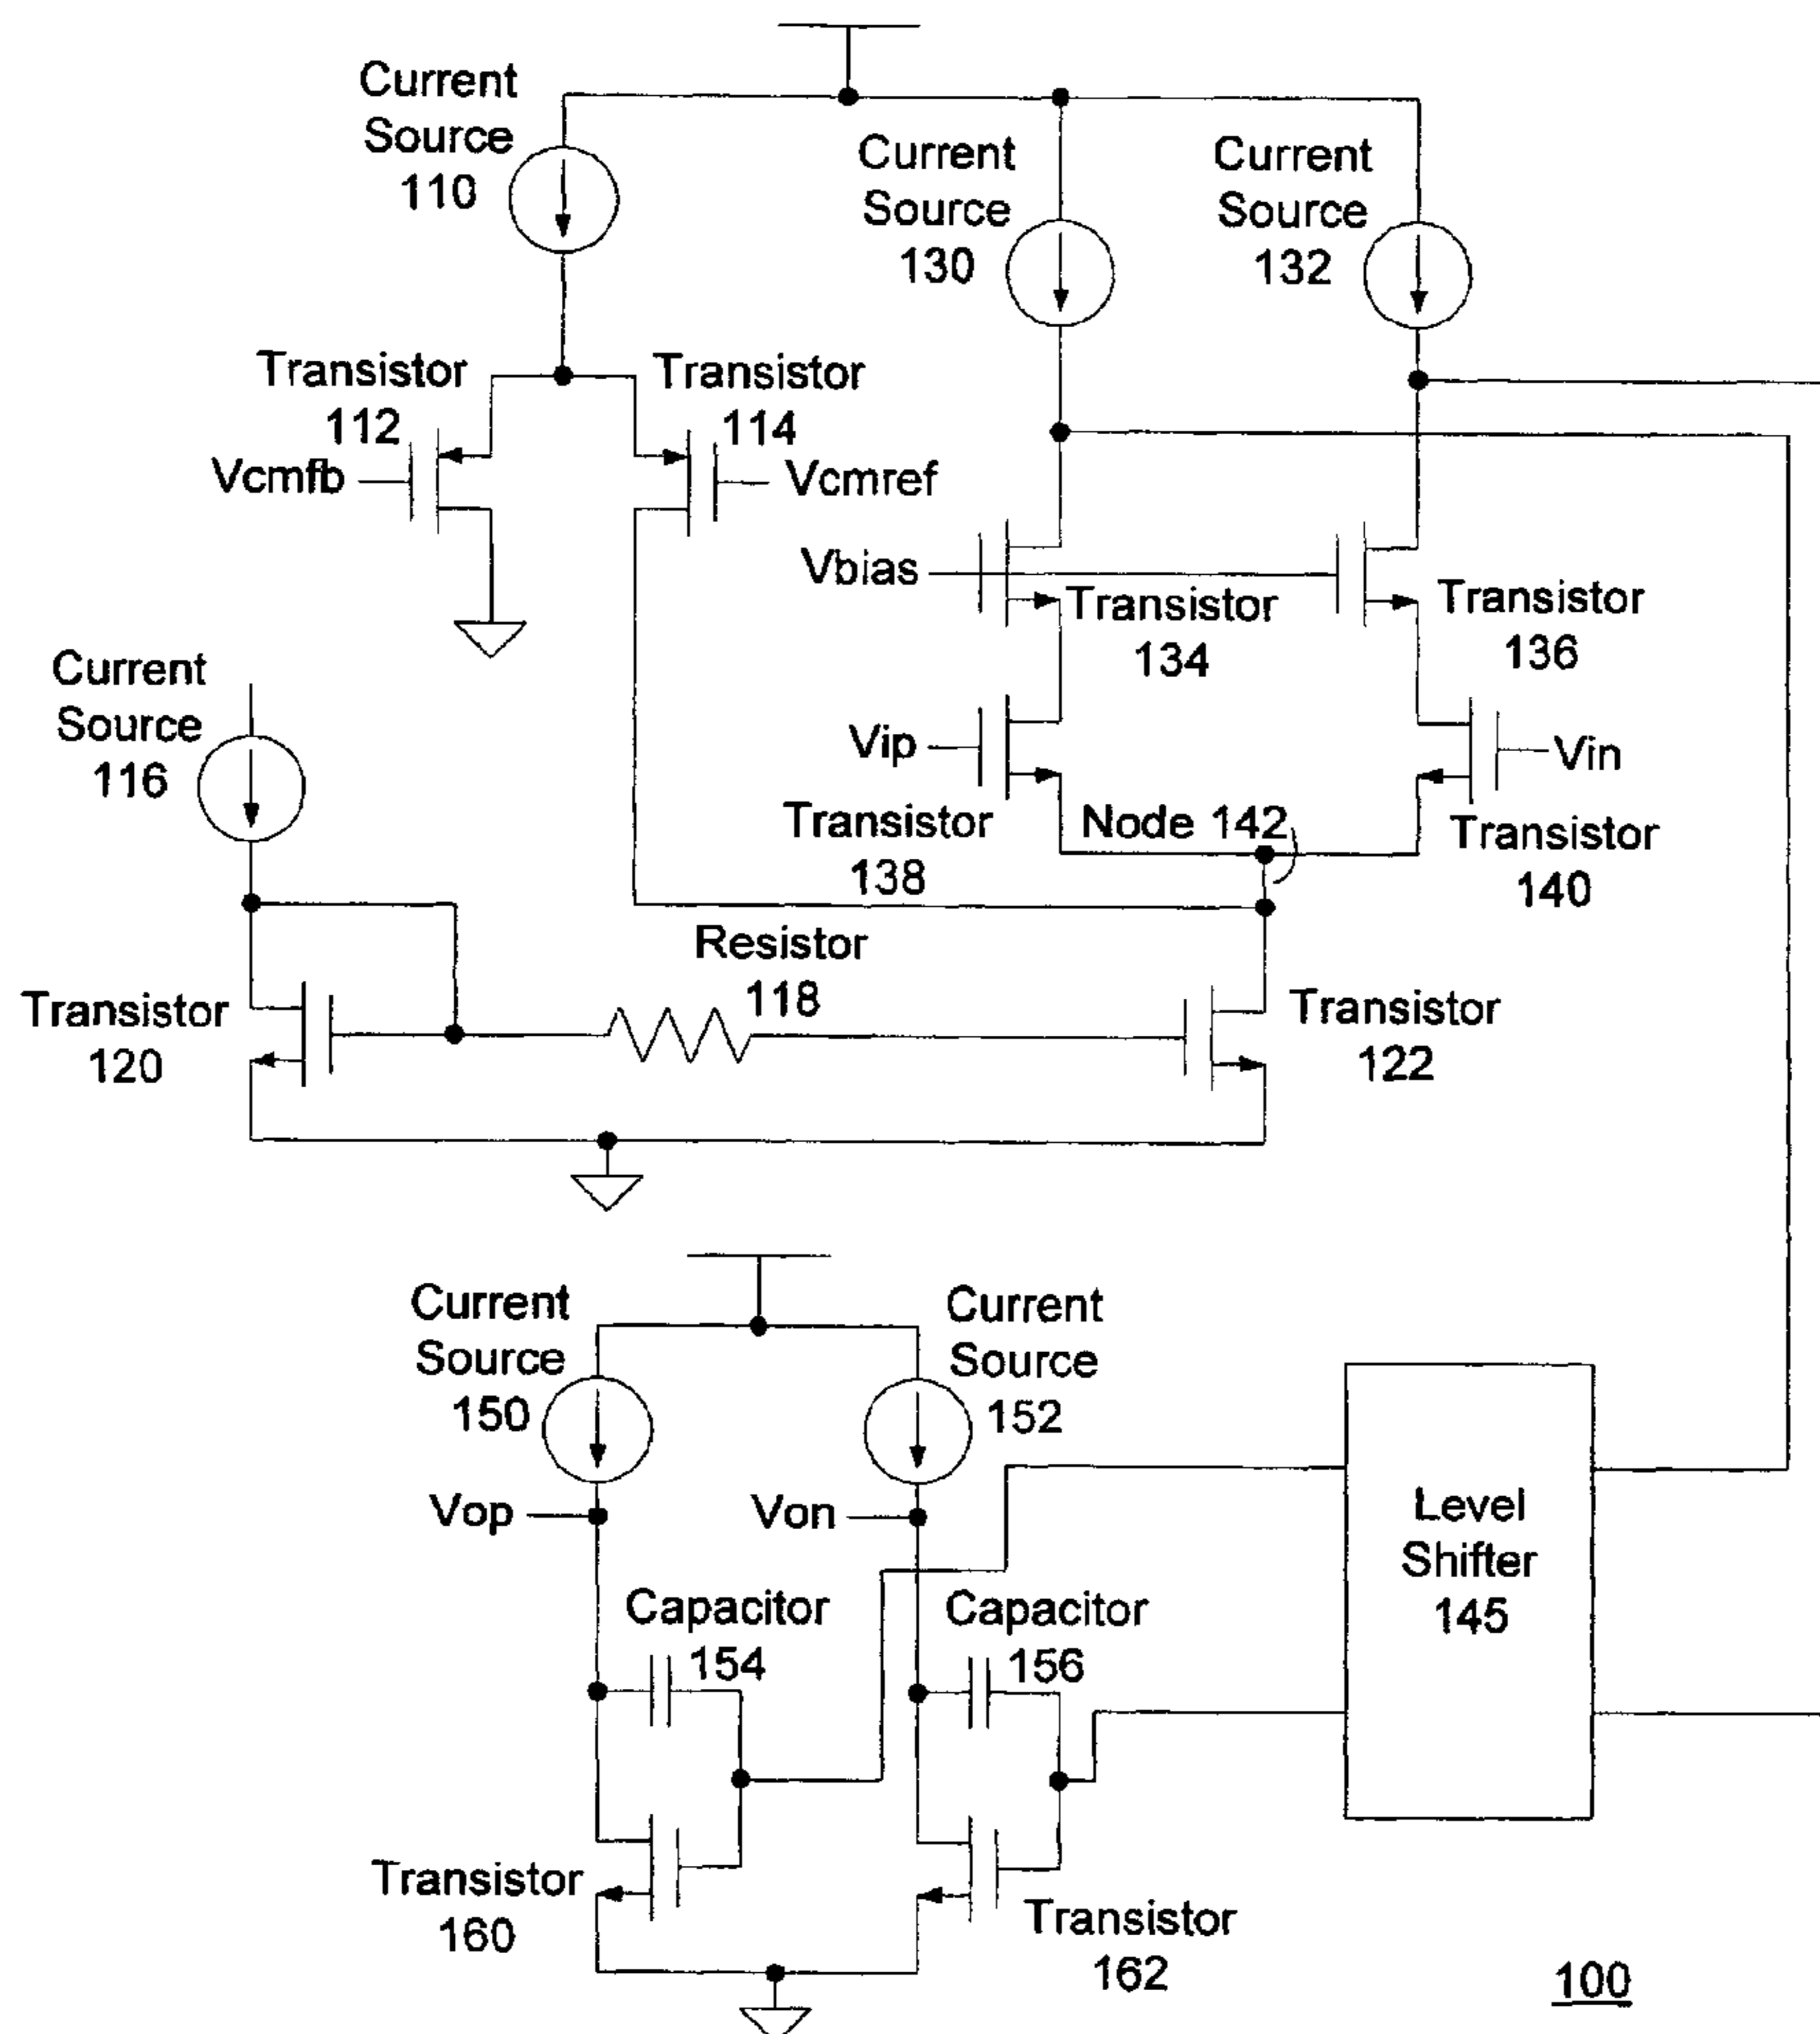 Current
Source
110
Current
Source
130
Current
Source
132
Transistor
112
Transistor
114
Vcmfb
Vcmref
Vbias
Transistor
134
Transistor
136
Current
Source
116
Vip
Vin
Transistor
138
Node 142
Transistor
140
Resistor
118
Transistor
120
Transistor
122
Current
Source
150
Current
Source
152
Vop
Von
Level
Shifter
145
Capacitor
154
Capacitor
156
Transistor
160
Transistor
162
100